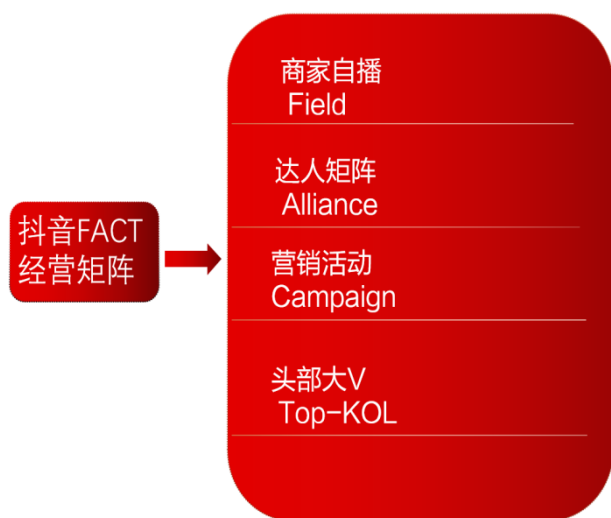 抖音FACT
经营矩阵
商家自播
Field
达人矩阵
Alliance
营销活动
Campaign
头部大V
Top-KOL